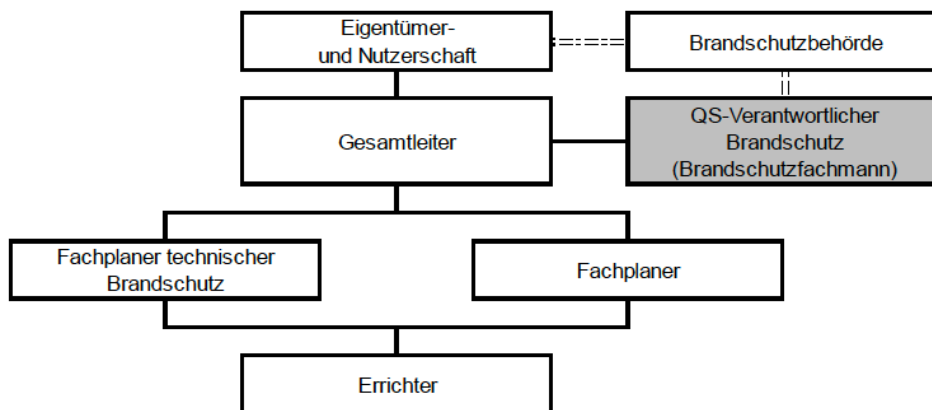 Eigentümer-
und Nutzerschaft
Brandschutzbehörde
Gesamtleiter
QS-Verantwortlicher
Brandschutz
(Brandschutzfachmann)
Fachplaner technischer
Brandschutz
Fachplaner
Errichter